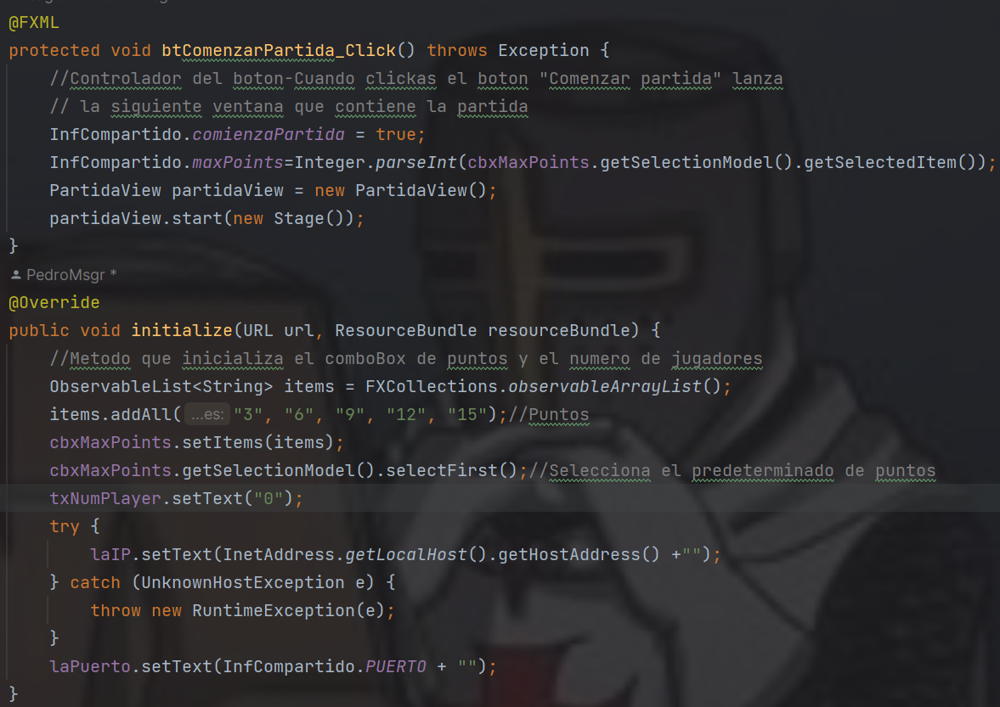 @FXML
protected void btComenzarPartida_Click() throws Exception {
//Controlador del boton-Cuando clickas el boton "Comenzar partida" lanza
// la siguiente ventana que contiene la partida
InfCompartido.comienzaPartida = true;
InfCompartido.maxPoints=Integer.parseInt(cbxMaxPoints.getSelectionModel().getSelectedItem());
PartidaView partidaView = new PartidaView();
partidaView.start(new Stage());
}
PedroMsgr *
@Override
public void initialize(URL url, ResourceBundle resourceBundle) {
//Metodo que inicializa el comboBox de puntos y el numero de jugadores
ObservableList<String> items = FXCollections.observableArrayList();
items.addAll( ...es: "3", "6", "9", "12", "15");//Puntos
cbxMaxPoints.setItems(items);
cbxMaxPoints.getSelectionModel().selectFirst();//Selecciona el predeterminado de puntos
txNumPlayer.setText("0");
try {
laIP.setText(InetAddress.getLocalHost().getHostAddress() +"");
} catch (UnknownHostException e) {
throw new RuntimeException(e);
}
laPuerto.setText(InfCompartido.PUERTO + "");
}